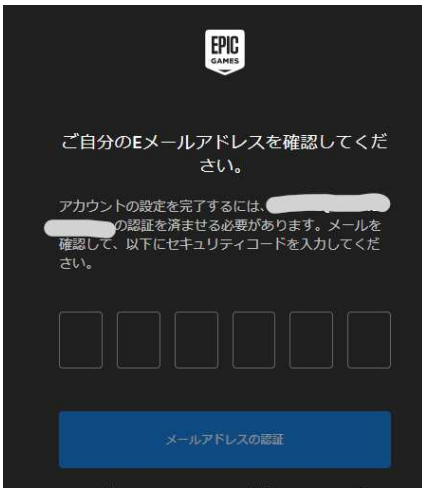 EPIC
GAMES
ご自分のEメールアドレスを確認してくだ
さい。
アカウントの設定を完了するには、
の認証を済ませる必要があります。メールを
確認して、以下にセキュリティコードを入力してくだ
さい。
メールアドレスの認証